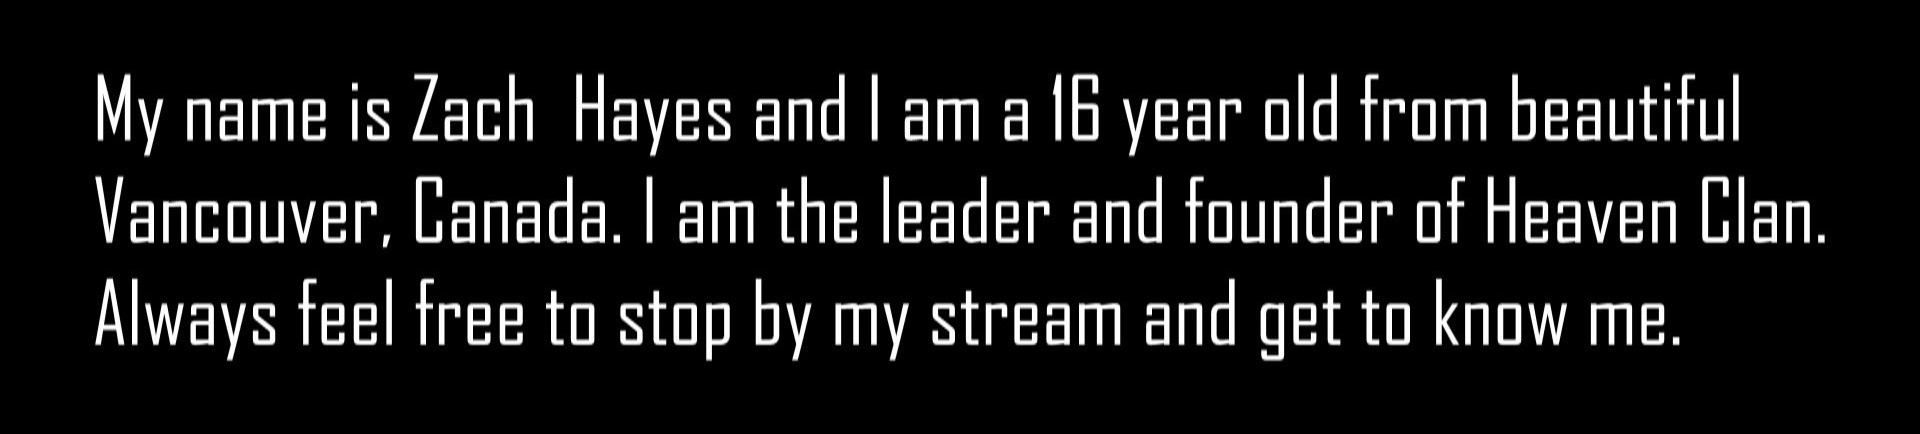 My name is Zach  Hayes and I am a 16 year old from beautiful
Vancouver, Canada. I am the leader and founder of Heaven Clan.
Always feel free to stop by my stream and get to know me.